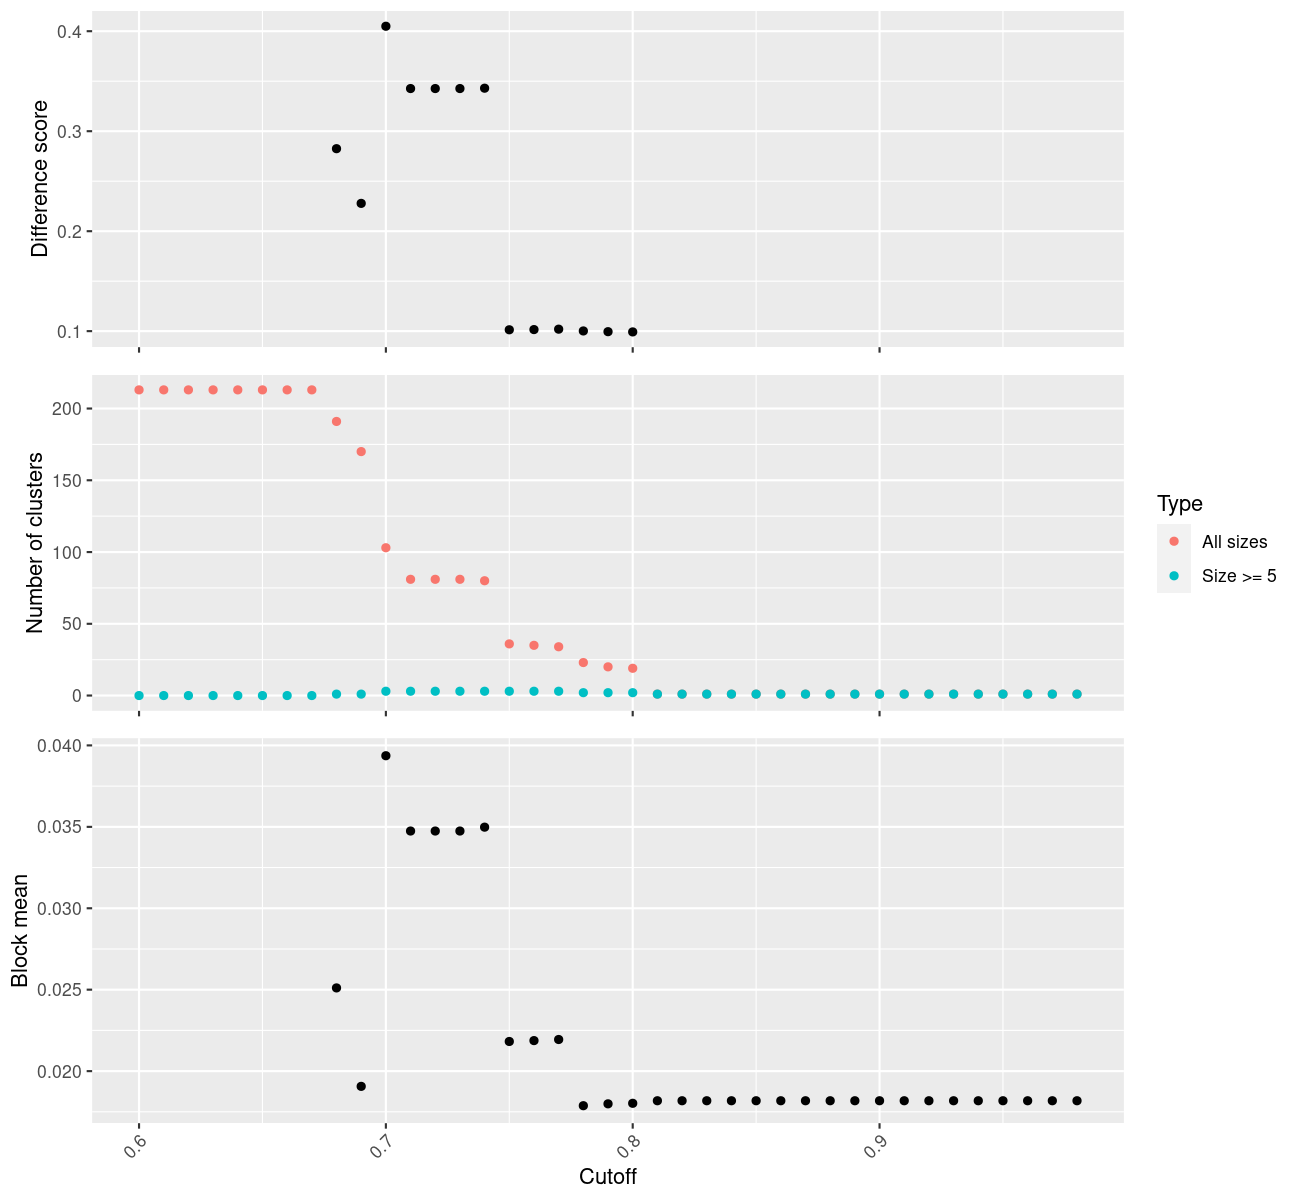 Difference score
0.4
0.3
0.2
0.1
Number of clusters
200
150
100
50
0
Type
All sizes
Size >= 5
Block mean
0.040
0.035
0.030
0.025
0.020
0.6
0.7
0.8
0.9
Cutoff